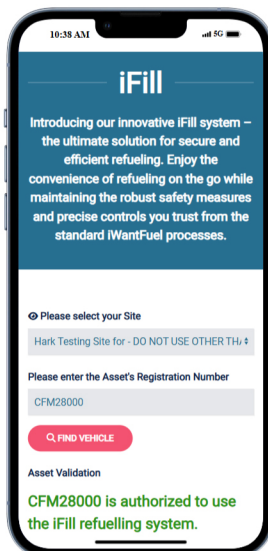 10:38 AM 5G
iFill
Introducing our innovative iFill system –
the ultimate solution for secure and
efficient refueling. Enjoy the
convenience of refueling on the go while
maintaining the robust safety measures
and precise controls you trust from the
standard iWantFuel processes.
Please select your Site
Hark Testing Site for - DO NOT USE OTHER
Please enter the Asset's Registration Number
CFM28000
FIND VEHICLE
Asset Validation
CFM28000 is authorized to use
the iFill refuelling system.